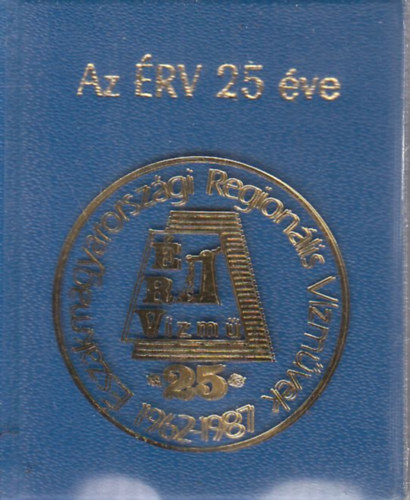 Az ÉRV 25 éve
Északmagyarországi Regionális Vízművek
É
R
V Vízmű
25
1962-1987